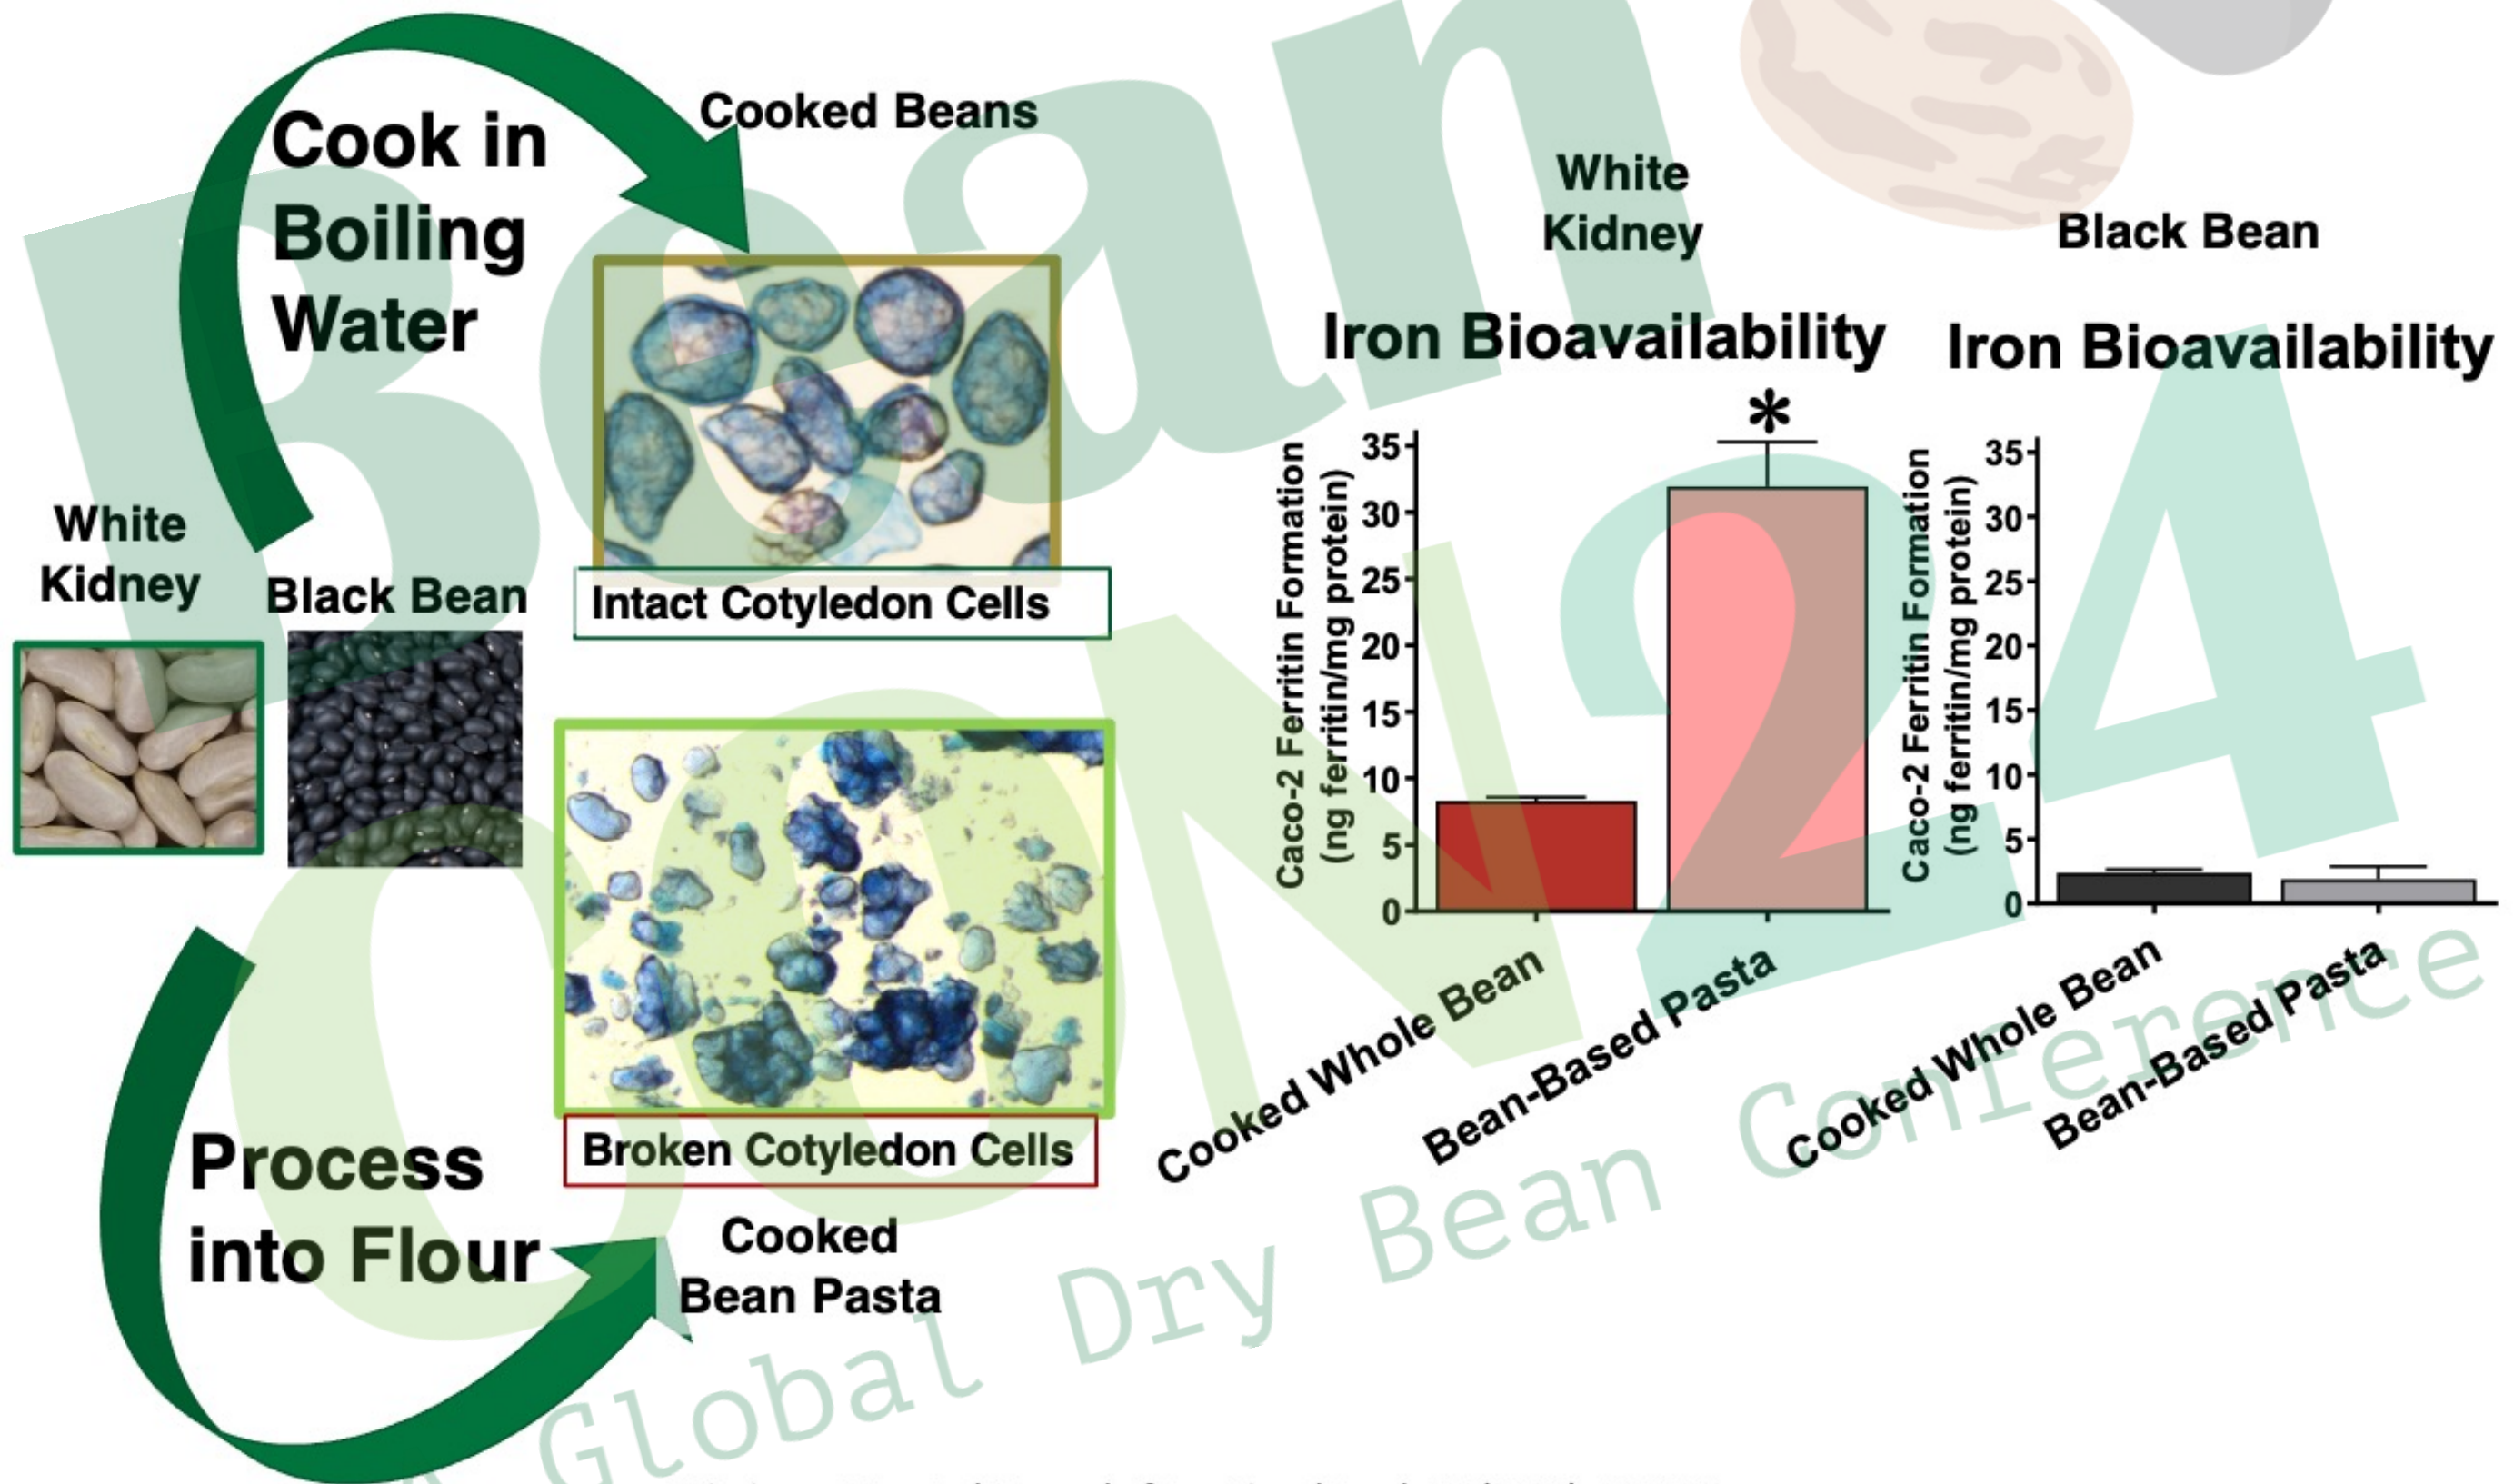 Cook in
Boiling
Water
Cooked Beans
White
Kidney
Black Bean
Intact Cotyledon Cells
Broken Cotyledon Cells
Process
into Flour
Cooked
Bean Pasta
White
Kidney
Iron Bioavailability
*
Caco-2 Ferritin Formation
(ng ferritin/mg protein)
35
30
25
20
15
10
5
0
Cooked Whole Bean
Bean-Based Pasta
Black Bean
Iron Bioavailability
Caco-2 Ferritin Formation
(ng ferritin/mg protein)
35
30
25
20
15
10
5
0
Cooked Whole Bean
Bean-Based Pasta
Bean
CON24
Global Dry Bean Conference